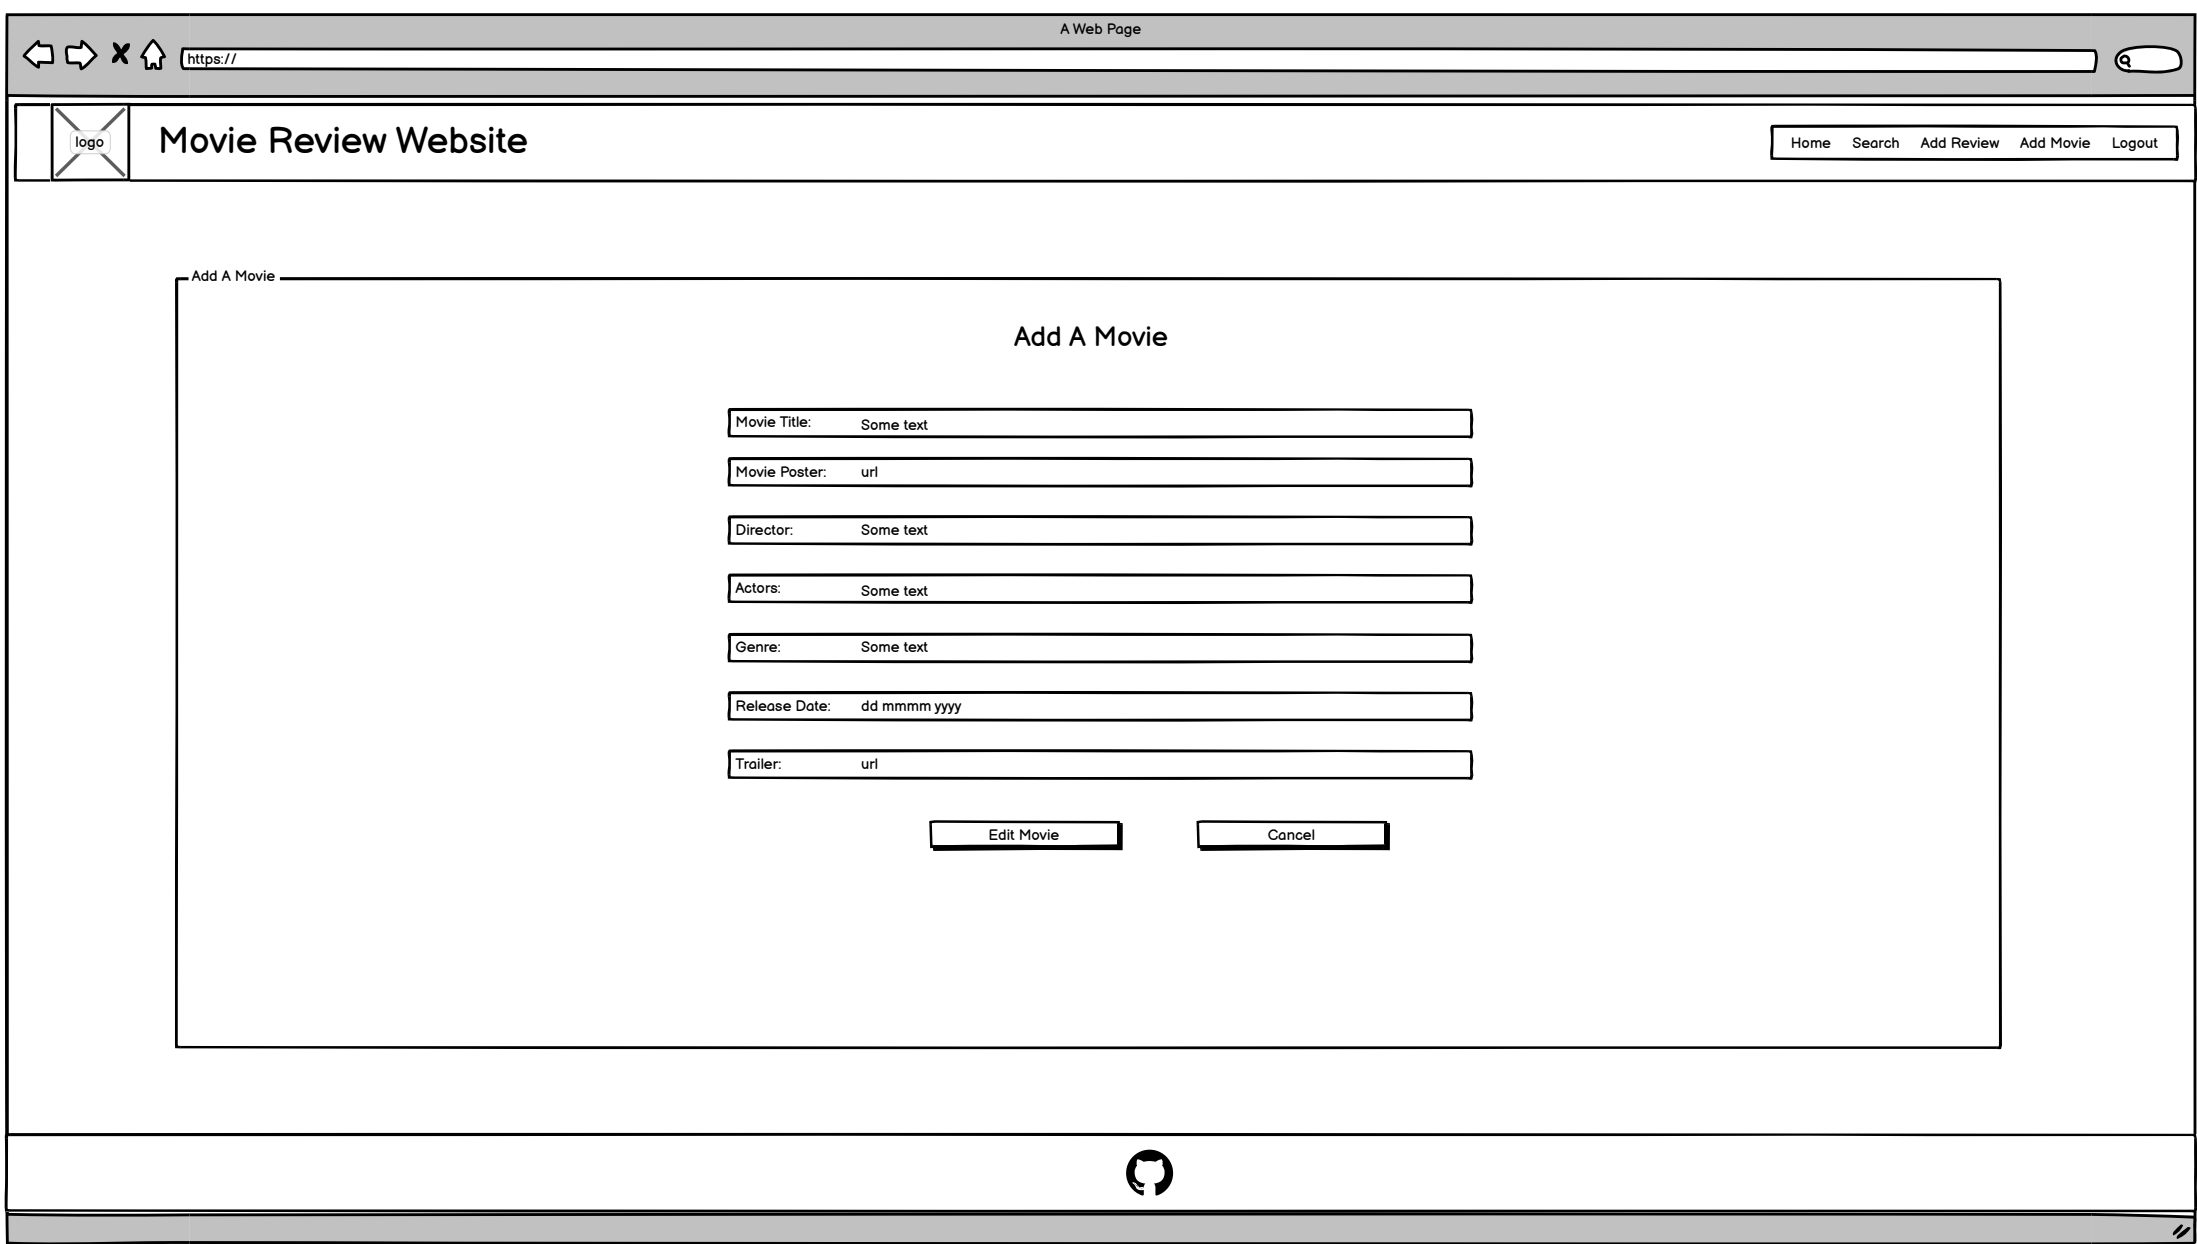 A Web Page
https://
logo
Movie Review Website
Home Search Add Review Add Movie Logout
Add A Movie
Add A Movie
Movie Title: Some text
Movie Poster: url
Director: Some text
Actors: Some text
Genre: Some text
Release Date: dd mmmm yyyy
Trailer: url
Edit Movie Cancel